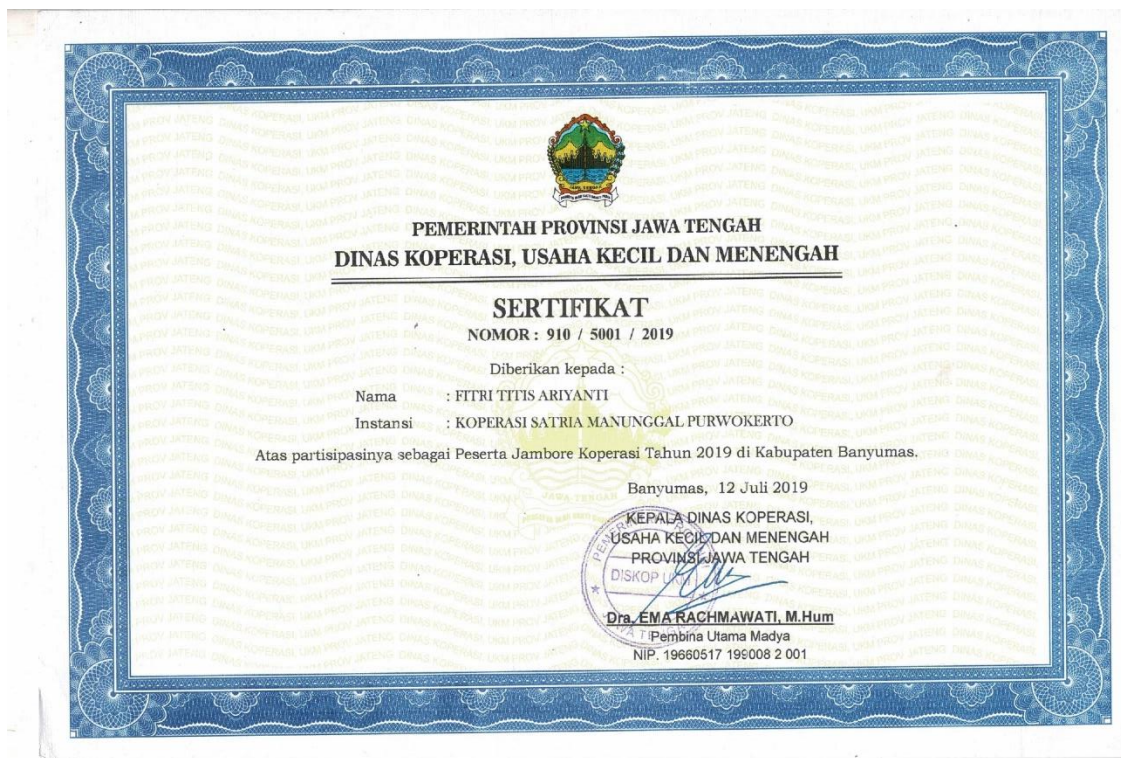 PEMERINTAH PROVINSI JAWA TENGAH
DINAS KOPERASI, USAHA KECIL DAN MENENGAH
SERTIFIKAT
NOMOR : 910 / 5001 / 2019
Diberikan kepada :
Nama : FITRI TITIS ARIYANTI
Instansi : KOPERASI SATRIA MANUNGGAL PURWOKERTO
Atas partisipasinya sebagai Peserta Jambore Koperasi Tahun 2019 di Kabupaten Banyumas.
Banyumas, 12 Juli 2019
KEPALA DINAS KOPERASI,
USAHA KECIL DAN MENENGAH
PROVINSI JAWA TENGAH
DISKOP UKM
Dra. EMA RACHMAWATI, M.Hum
Pembina Utama Madya
NIP. 19660517 199008 2 001